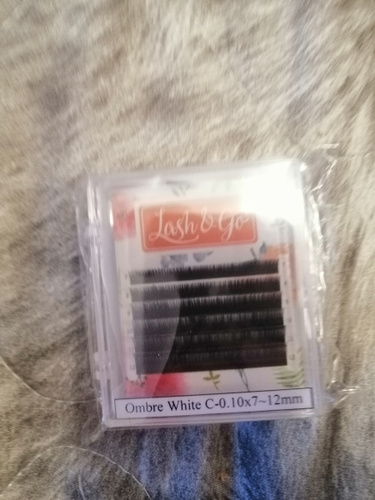 Lash & Go
Ombre White C-0.10x7~12mm